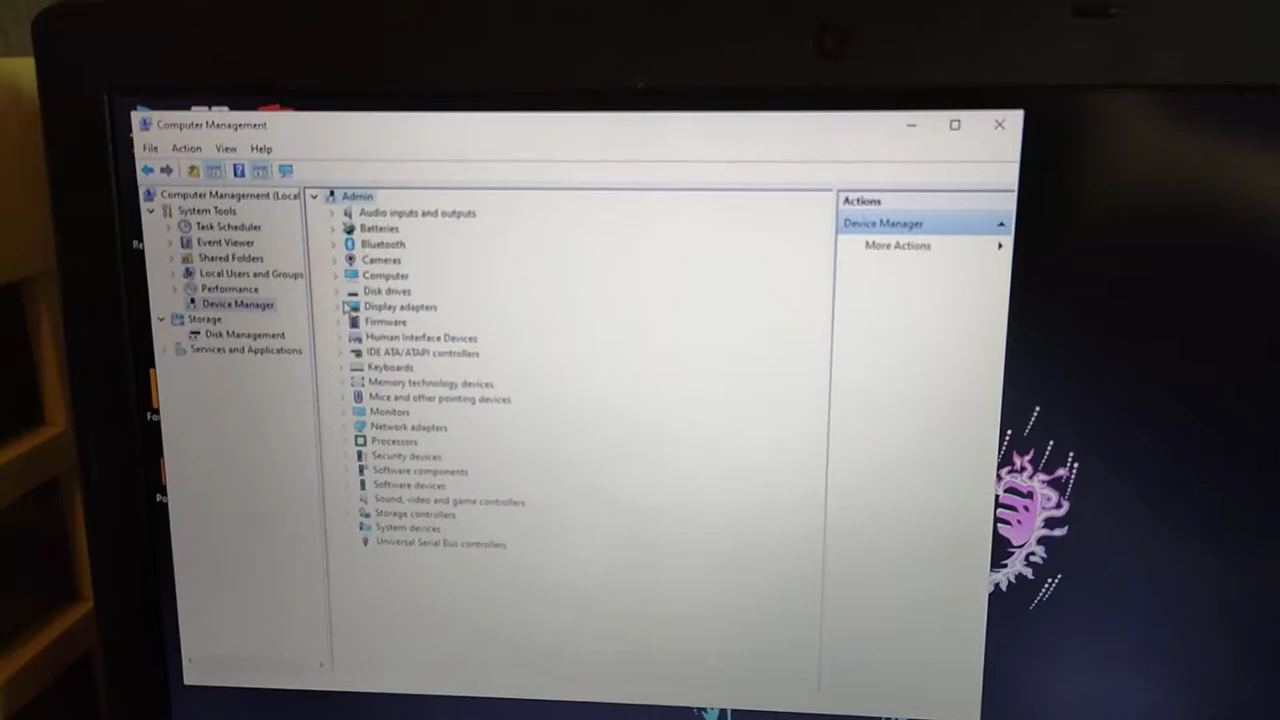 Computer Management
File Action View Help
Computer Management (Local
System Tools
Task Scheduler
Event Viewer
Shared Folders
Local Users and Groups
Performance
Device Manager
Storage
Disk Management
Services and Applications
Admin
Audio inputs and outputs
Batteries
Bluetooth
Cameras
Computer
Disk drives
Display adapters
Firmware
Human Interface Devices
IDE ATA/ATAPI controllers
Keyboards
Memory technology devices
Mice and other pointing devices
Monitors
Network adapters
Processors
Security devices
Software components
Software devices
Sound, video and game controllers
Storage controllers
System devices
Universal Serial Bus controllers
Actions
Device Manager
More Actions
Re
Fa
Po